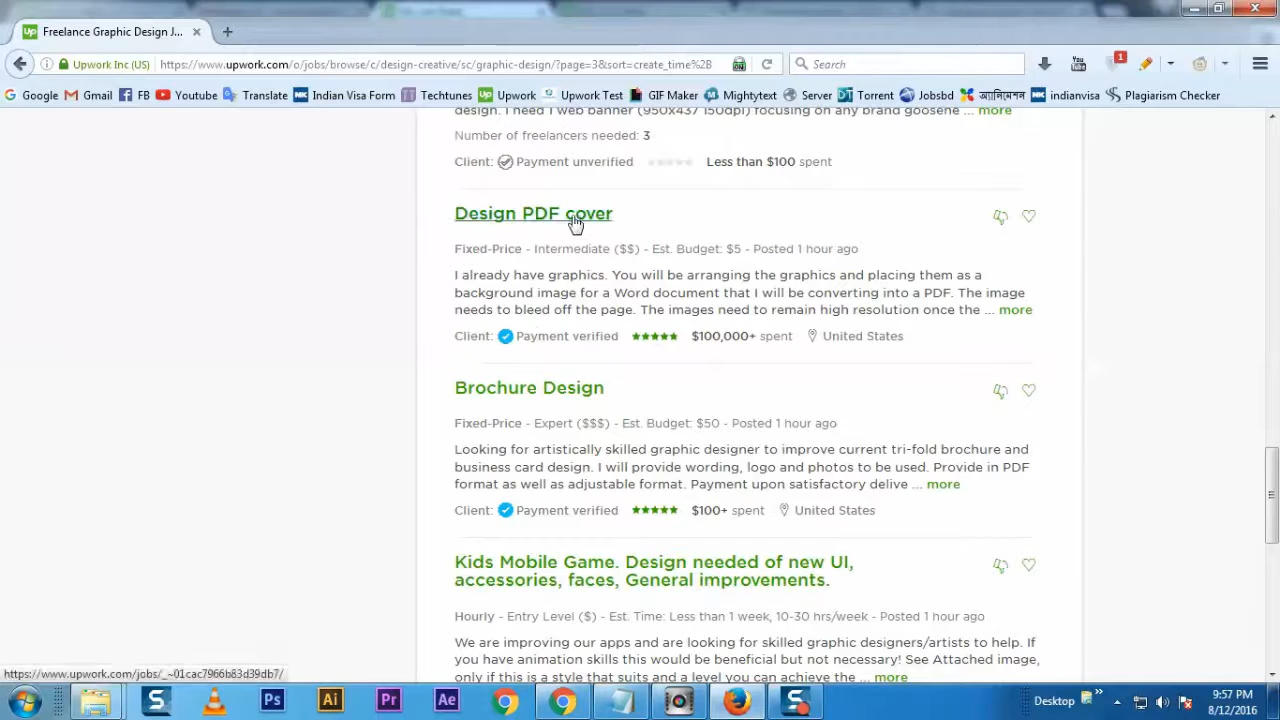 Up Freelance Graphic Design J...
Upwork Inc (US) https://www.upwork.com/o/jobs/browse/c/design-creative/sc/graphic-design/?page=3&sort=create_time%2B Search You Tube 1
Google Gmail FB Youtube Translate Indian Visa Form Techtunes Upwork Upwork Test GIF Maker Mightytext Server Torrent Jobsbd indianvisa Plagiarism Checker
design. I need 1 web banner (950x437 150dpi) focusing on any brand goosene ... more
Number of freelancers needed: 3
Client: Payment unverified Less than $100 spent
Design PDF cover
Fixed-Price - Intermediate ($$) - Est. Budget: $5 - Posted 1 hour ago
I already have graphics. You will be arranging the graphics and placing them as a
background image for a Word document that I will be converting into a PDF. The image
needs to bleed off the page. The images need to remain high resolution once the ... more
Client: Payment verified $100,000+ spent United States
Brochure Design
Fixed-Price - Expert ($$$) - Est. Budget: $50 - Posted 1 hour ago
Looking for artistically skilled graphic designer to improve current tri-fold brochure and
business card design. I will provide wording, logo and photos to be used. Provide in PDF
format as well as adjustable format. Payment upon satisfactory delive ... more
Client: Payment verified $100+ spent United States
Kids Mobile Game. Design needed of new UI,
accessories, faces, General improvements.
Hourly - Entry Level ($) - Est. Time: Less than 1 week, 10-30 hrs/week - Posted 1 hour ago
We are improving our apps and are looking for skilled graphic designers/artists to help. If
you have animation skills this would be beneficial but not necessary! See Attached image,
only if this is a style that suits and a level you can achieve the ... more
https://www.upwork.com/jobs/_~01cac7966b83d39db7/
Ps Ai Pr Ae Desktop 9:57 PM
8/12/2016